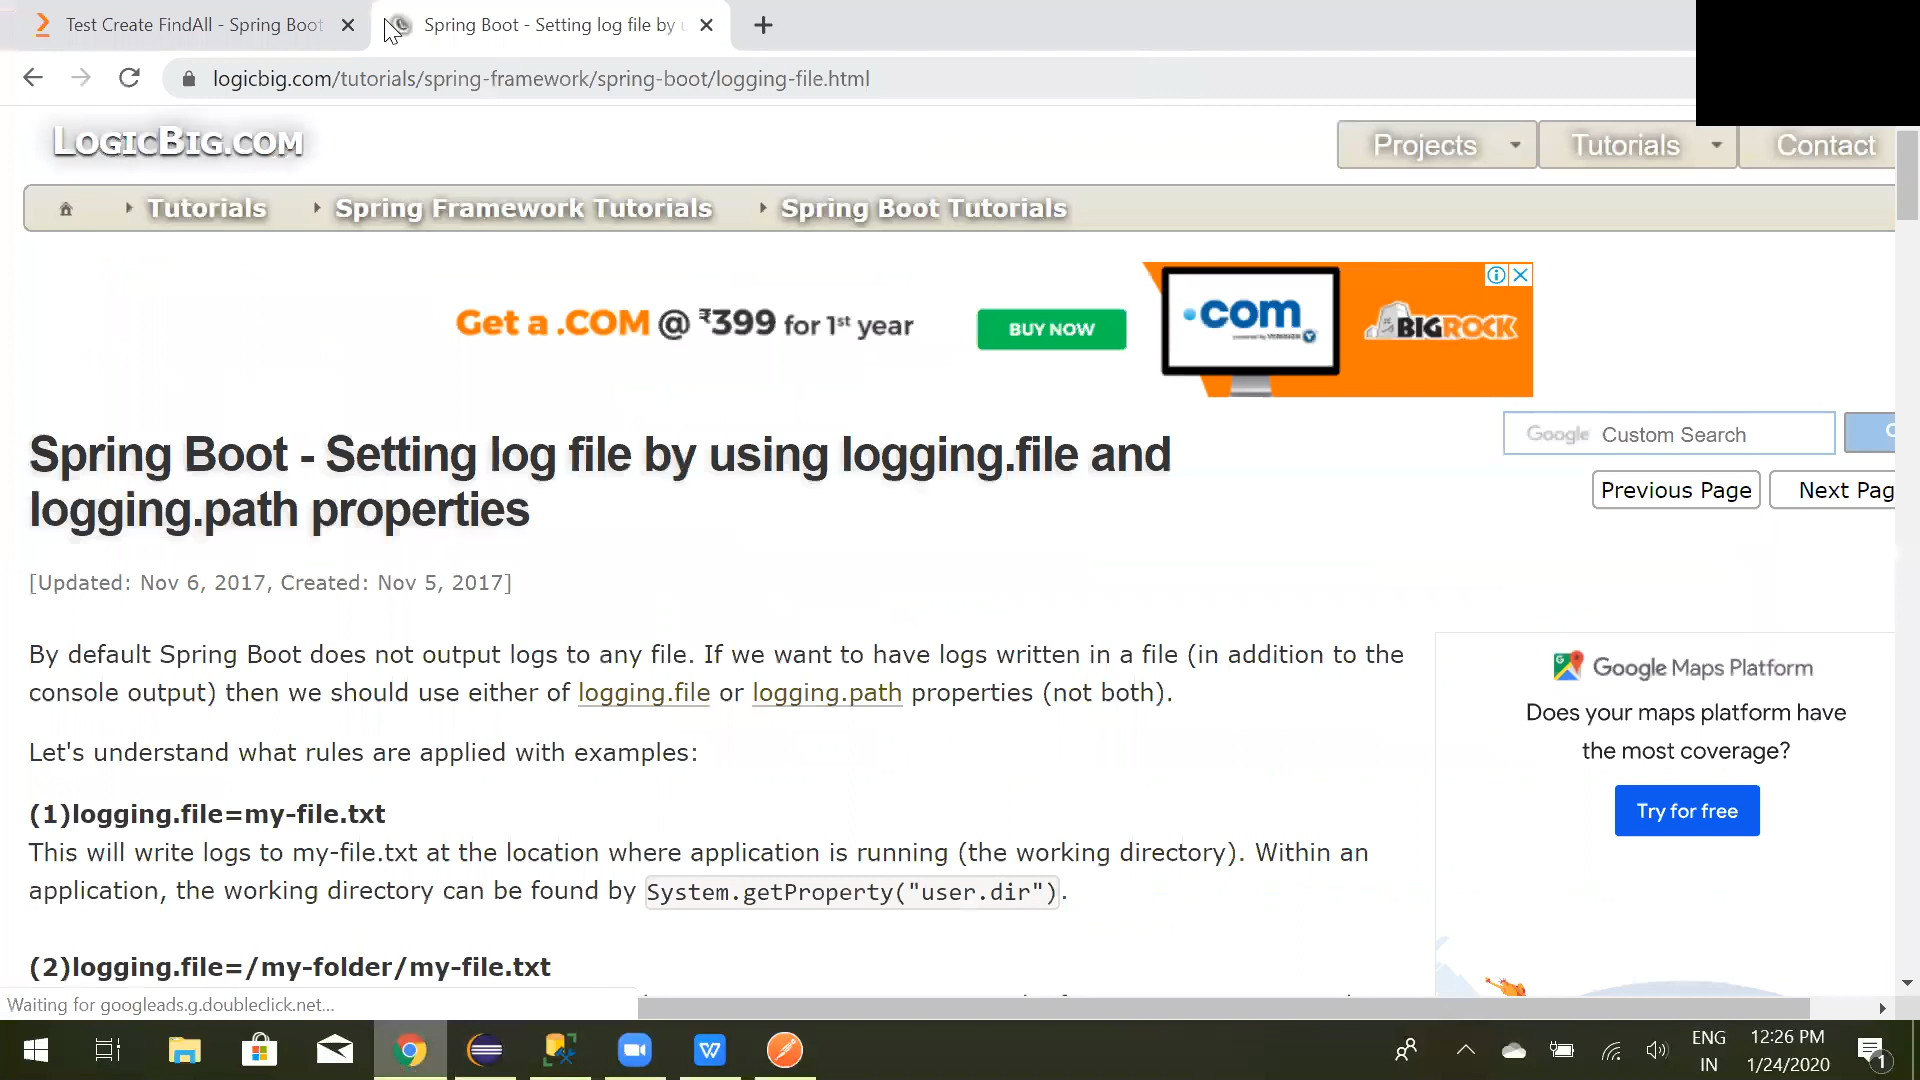 Test Create FindAll - Spring Boot
Spring Boot - Setting log file by
logicbig.com/tutorials/spring-framework/spring-boot/logging-file.html
LOGICBIG.COM
Projects
Tutorials
Contact
Tutorials
Spring Framework Tutorials
Spring Boot Tutorials
Get a .COM @ ₹399 for 1st year
BUY NOW
.com
BIGROCK
Spring Boot - Setting log file by using logging.file and
logging.path properties
Google Custom Search
Previous Page
Next Pag
[Updated: Nov 6, 2017, Created: Nov 5, 2017]
By default Spring Boot does not output logs to any file. If we want to have logs written in a file (in addition to the
console output) then we should use either of logging.file or logging.path properties (not both).
Let's understand what rules are applied with examples:
(1)logging.file=my-file.txt
This will write logs to my-file.txt at the location where application is running (the working directory). Within an
application, the working directory can be found by System.getProperty("user.dir").
(2)logging.file=/my-folder/my-file.txt
Google Maps Platform
Does your maps platform have
the most coverage?
Try for free
Waiting for googleads.g.doubleclick.net...
ENG
IN
12:26 PM
1/24/2020
1